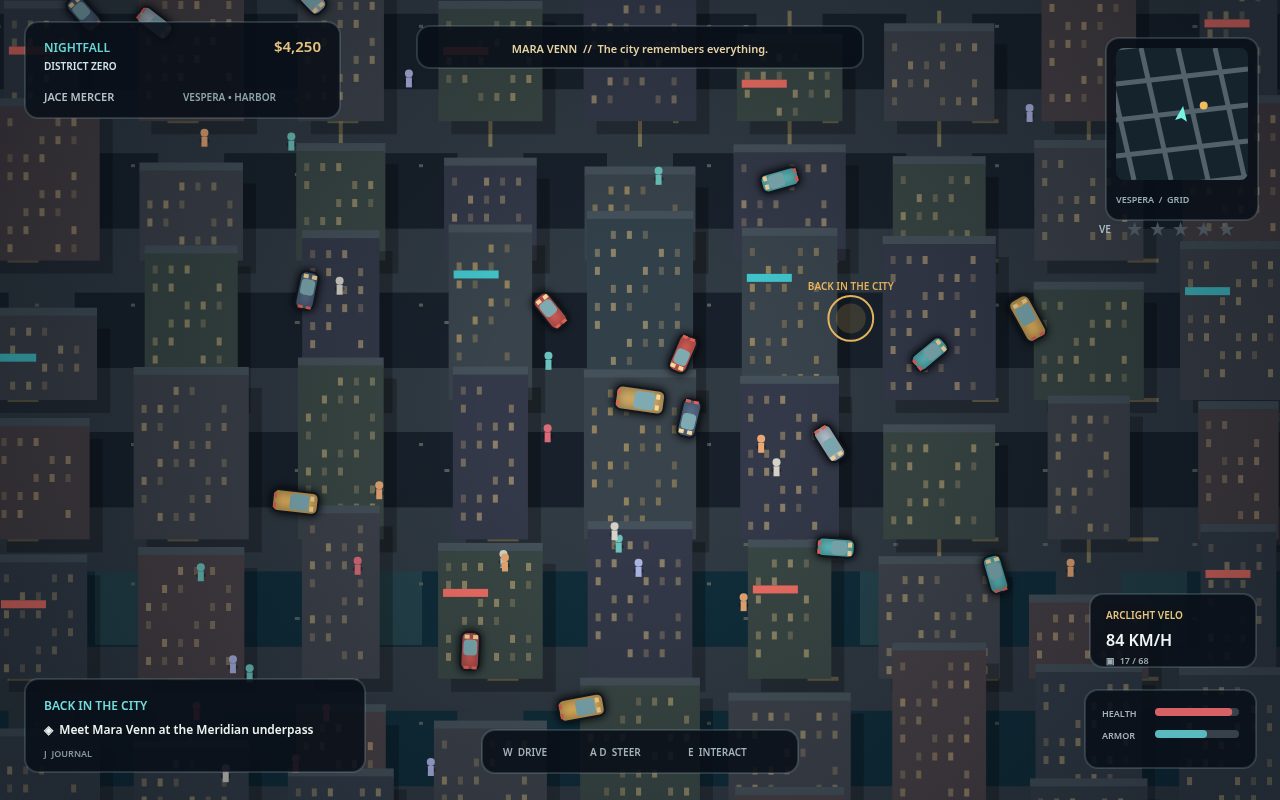 NIGHTFALL
$4,250
DISTRICT ZERO
JACE MERCER
VESPERA • HARBOR
MARA VENN // The city remembers everything.
VESPERA / GRID
VE ★ ★ ★ ★ ★
BACK IN THE CITY
ARCLIGHT VELO
84 KM/H
▣ 17 / 68
BACK IN THE CITY
◈ Meet Mara Venn at the Meridian underpass
J JOURNAL
W DRIVE
A D STEER
E INTERACT
HEALTH
ARMOR